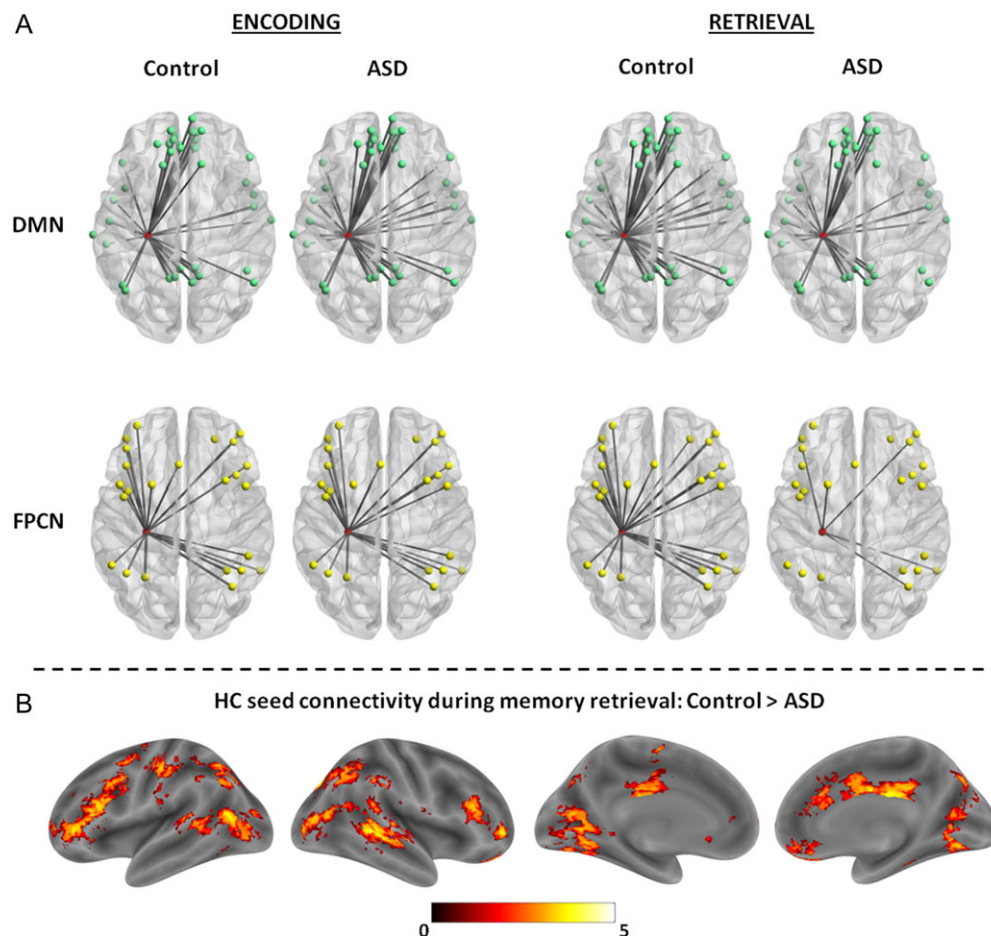 A
ENCODING RETRIEVAL
Control ASD Control ASD
DMN
FPCN
B
HC seed connectivity during memory retrieval: Control > ASD
0 5